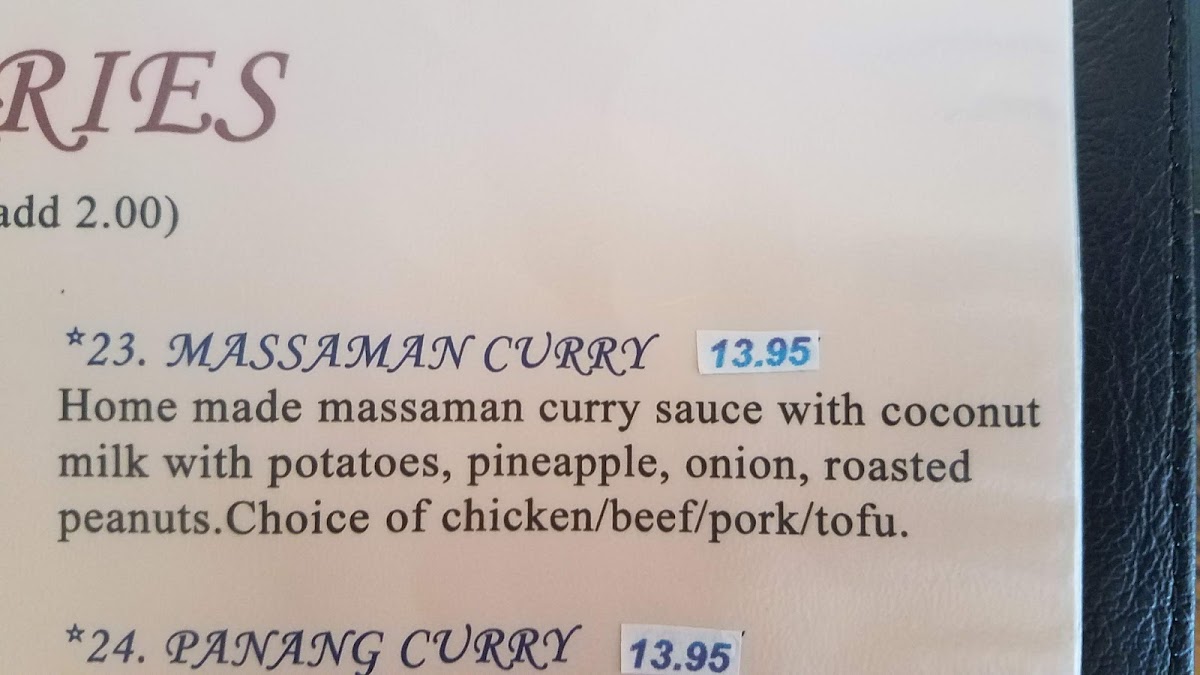 RIES
add 2.00)
*23. MASSAMAN CURRY 13.95
Home made massaman curry sauce with coconut
milk with potatoes, pineapple, onion, roasted
peanuts.Choice of chicken/beef/pork/tofu.
*24. PANANG CURRY 13.95